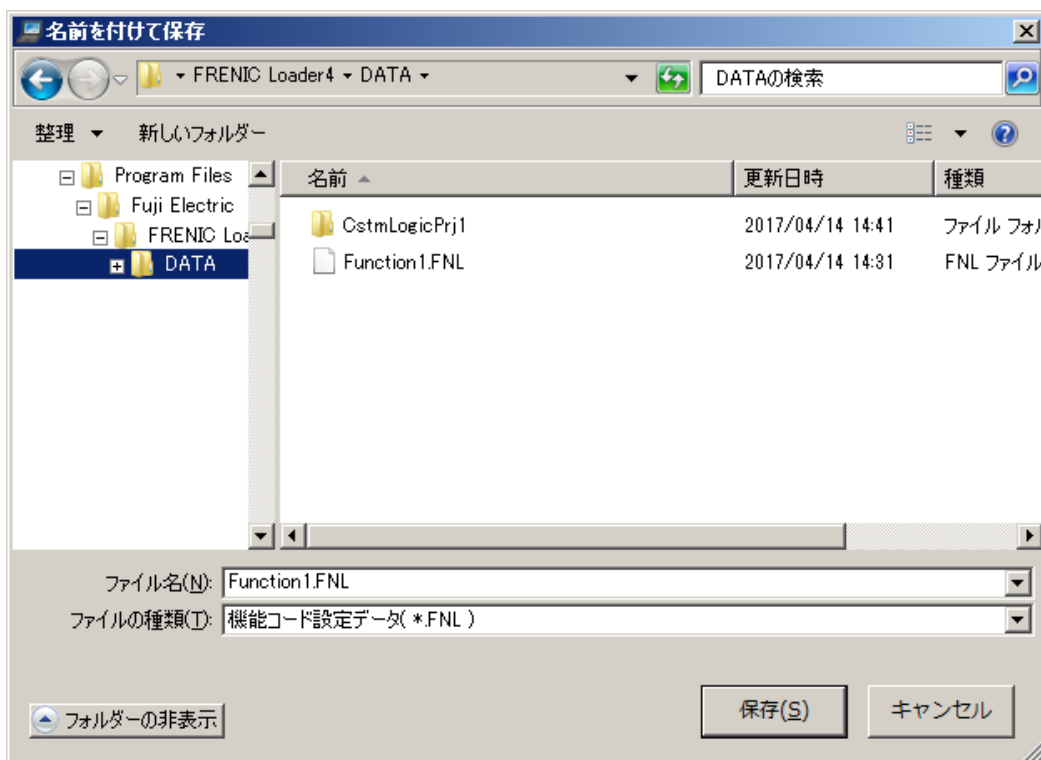 名前を付けて保存
FRENIC Loader4 DATA
DATAの検索
整理 新しいフォルダー
Program Files
Fuji Electric
FRENIC Loa
DATA
名前 更新日時 種類
CstmLogicPrj1 2017/04/14 14:41 ファイル フォル
Function1.FNL 2017/04/14 14:31 FNL ファイル
ファイル名(N): Function1.FNL
ファイルの種類(T): 機能コード設定データ( *.FNL )
フォルダーの非表示
保存(S) キャンセル